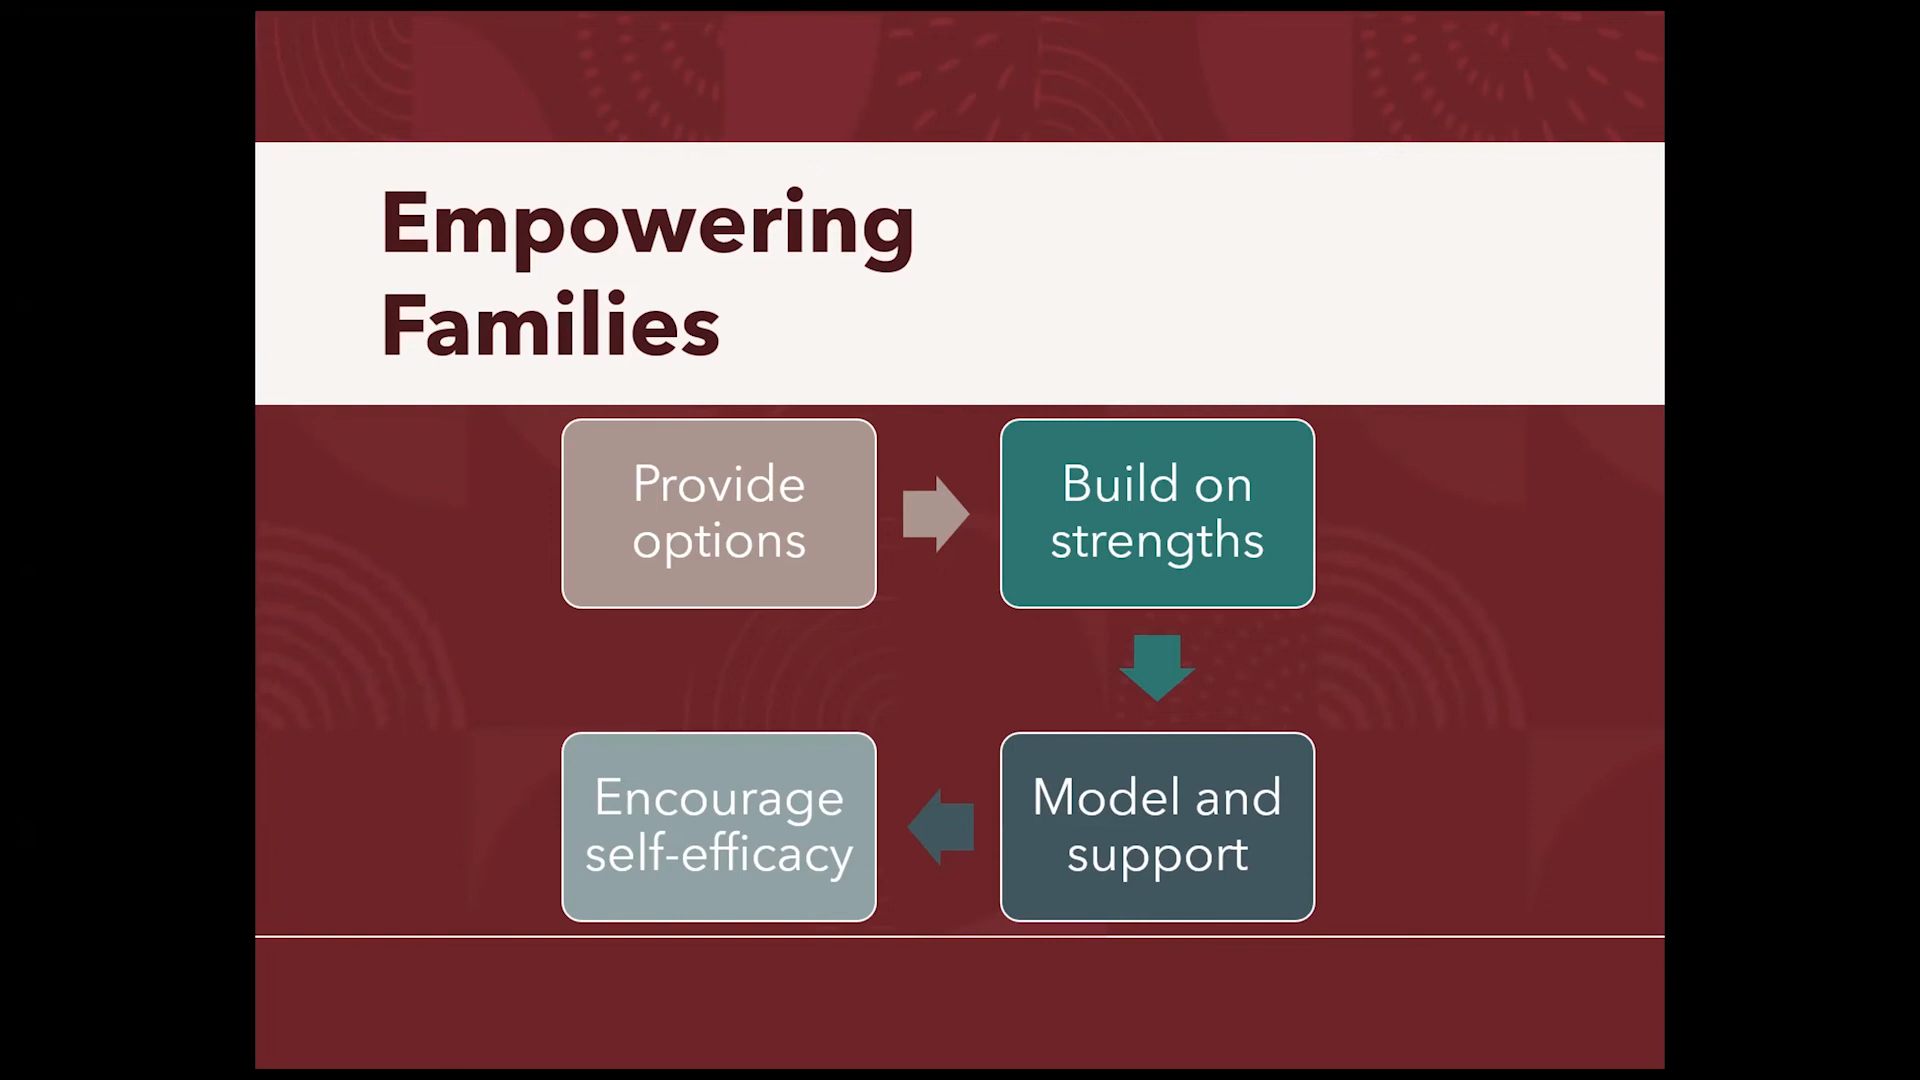 Empowering
Families
Provide
options
Build on
strengths
Model and
support
Encourage
self-efficacy